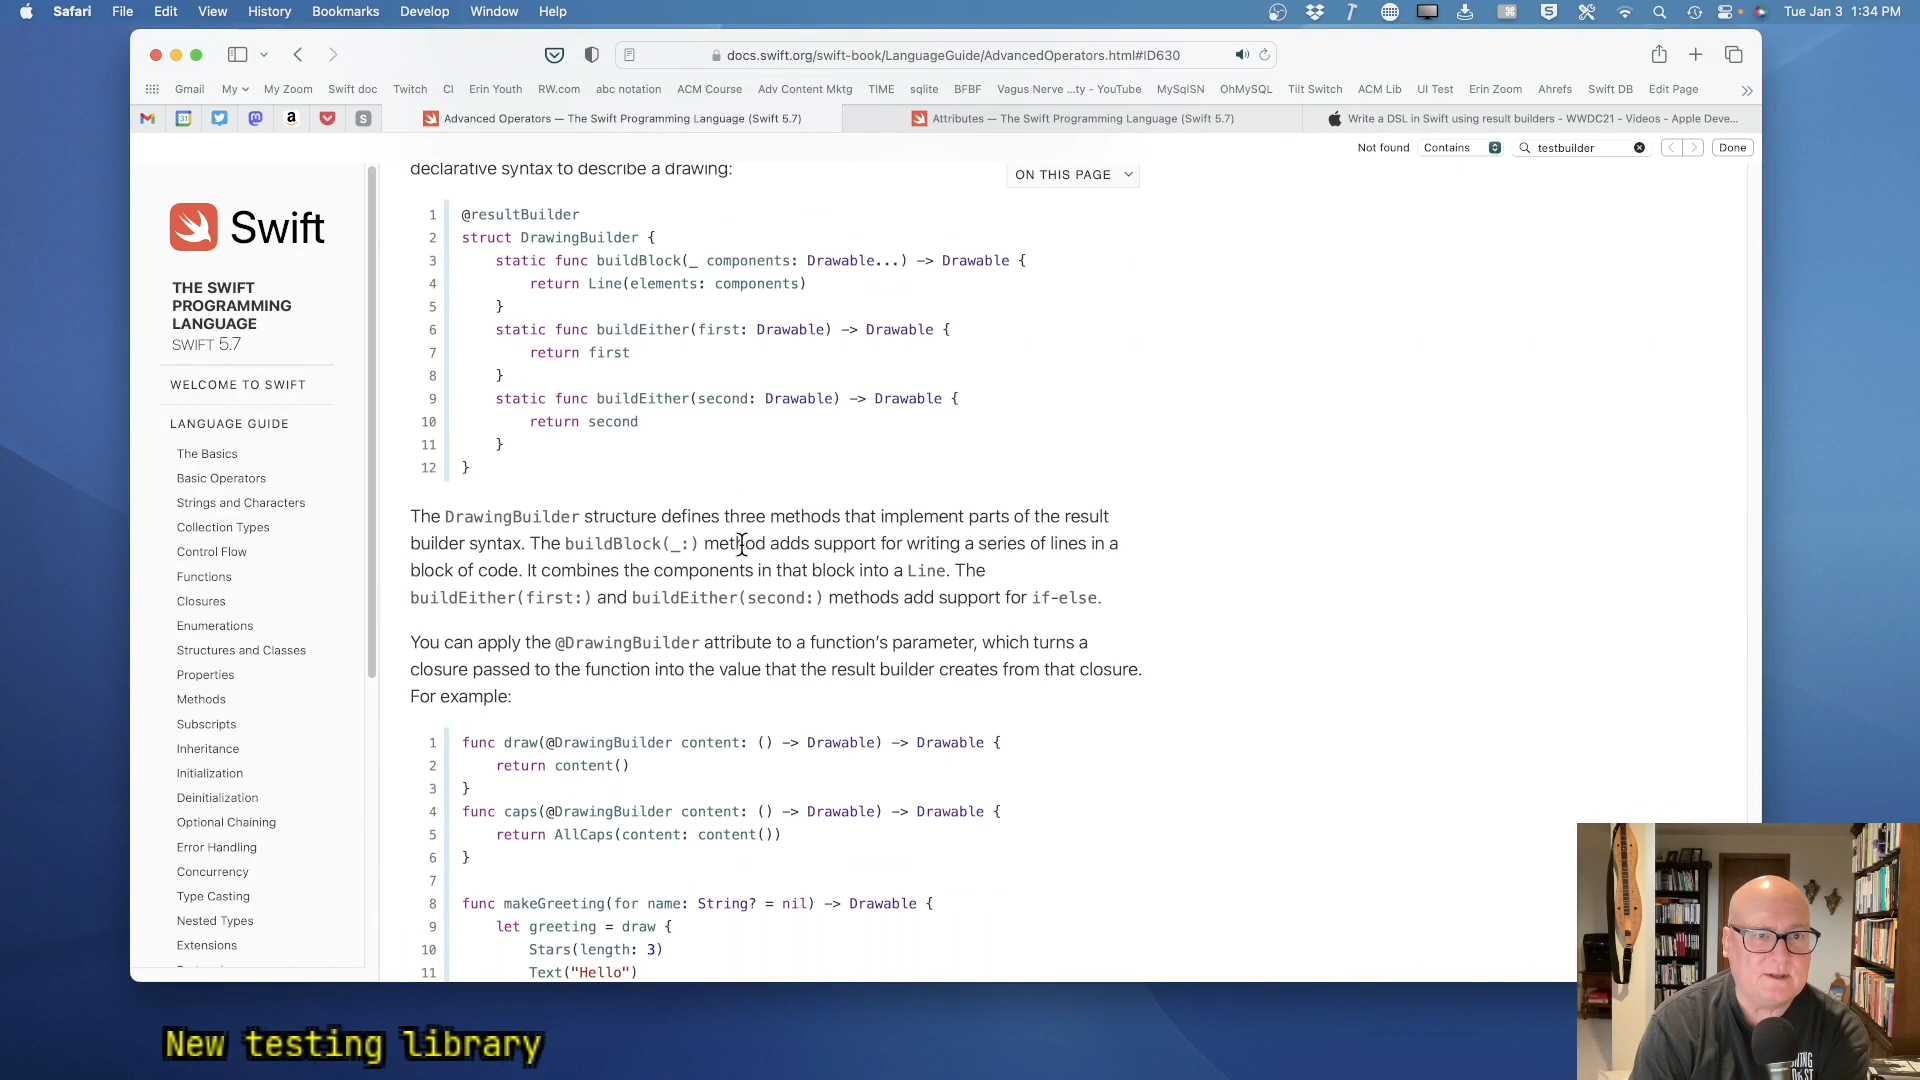 Safari File Edit View History Bookmarks Develop Window Help Tue Jan 3 1:34 PM
docs.swift.org/swift-book/LanguageGuide/AdvancedOperators.html#ID630
Gmail My My Zoom Swift doc Twitch CI Erin Youth RW.com abc notation ACM Course Adv Content Mktg TIME sqlite BFBF Vagus Nerve ...ty - YouTube MySqlSN OhMySQL Tilt Switch ACM Lib UI Test Erin Zoom Ahrefs Swift DB Edit Page
Advanced Operators — The Swift Programming Language (Swift 5.7) Attributes — The Swift Programming Language (Swift 5.7) Write a DSL in Swift using result builders - WWDC21 - Videos - Apple Deve...
Not found Contains testbuilder Done
Swift
THE SWIFT
PROGRAMMING
LANGUAGE
SWIFT 5.7
WELCOME TO SWIFT
LANGUAGE GUIDE
The Basics
Basic Operators
Strings and Characters
Collection Types
Control Flow
Functions
Closures
Enumerations
Structures and Classes
Properties
Methods
Subscripts
Inheritance
Initialization
Deinitialization
Optional Chaining
Error Handling
Concurrency
Type Casting
Nested Types
Extensions
declarative syntax to describe a drawing:
ON THIS PAGE
1 @resultBuilder
2 struct DrawingBuilder {
3 static func buildBlock(_ components: Drawable...) -> Drawable {
4 return Line(elements: components)
5 }
6 static func buildEither(first: Drawable) -> Drawable {
7 return first
8 }
9 static func buildEither(second: Drawable) -> Drawable {
10 return second
11 }
12 }
The DrawingBuilder structure defines three methods that implement parts of the result
builder syntax. The buildBlock(_:) method adds support for writing a series of lines in a
block of code. It combines the components in that block into a Line. The
buildEither(first:) and buildEither(second:) methods add support for if-else.
You can apply the @DrawingBuilder attribute to a function’s parameter, which turns a
closure passed to the function into the value that the result builder creates from that closure.
For example:
1 func draw(@DrawingBuilder content: () -> Drawable) -> Drawable {
2 return content()
3 }
4 func caps(@DrawingBuilder content: () -> Drawable) -> Drawable {
5 return AllCaps(content: content())
6 }
7
8 func makeGreeting(for name: String? = nil) -> Drawable {
9 let greeting = draw {
10 Stars(length: 3)
11 Text("Hello")
New testing library